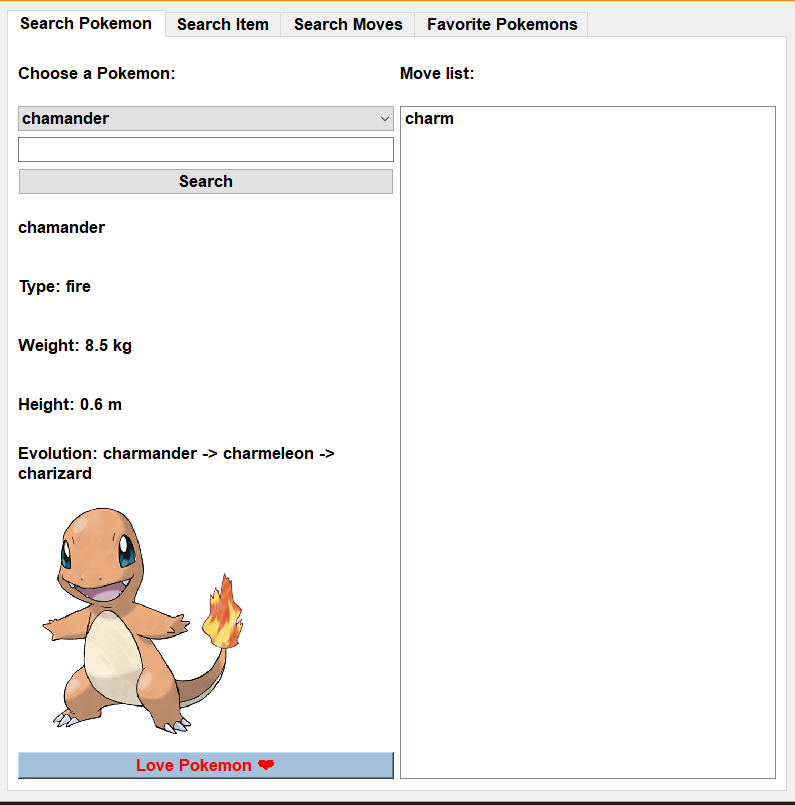 Search Pokemon Search Item Search Moves Favorite Pokemons
Choose a Pokemon:
Move list:
chamander
charm
Search
chamander
Type: fire
Weight: 8.5 kg
Height: 0.6 m
Evolution: charmander -> charmeleon ->
charizard
Love Pokemon ❤